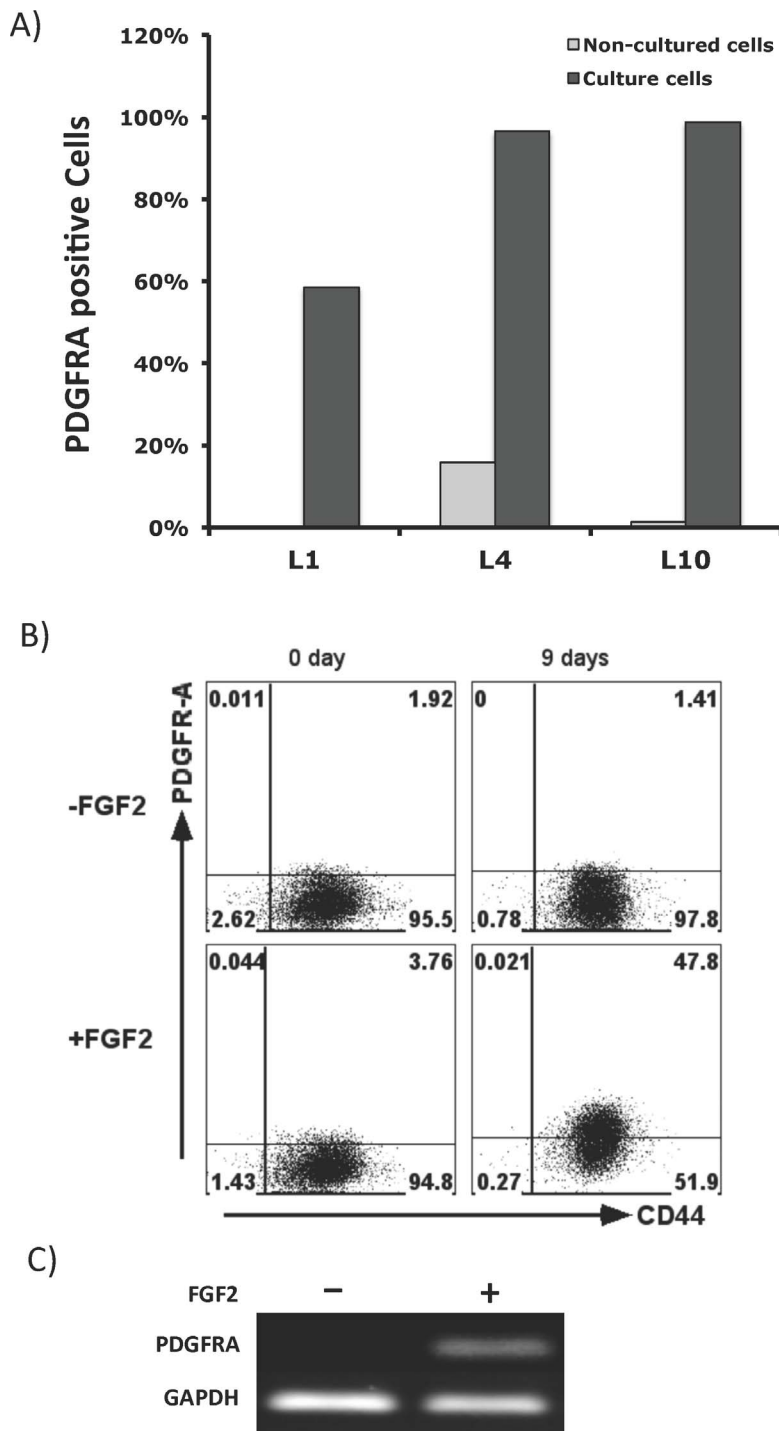 A)
120%
100%
80%
60%
40%
20%
0%
PDGFRA positive Cells
Non-cultured cells
Culture cells
L1 L4 L10
B)
0 day 9 days
PDGFR-A
-FGF2
0.011 1.92 0 1.41
2.62 95.5 0.78 97.8
+FGF2
0.044 3.76 0.021 47.8
1.43 94.8 0.27 51.9
CD44
C)
FGF2 − +
PDGFRA
GAPDH